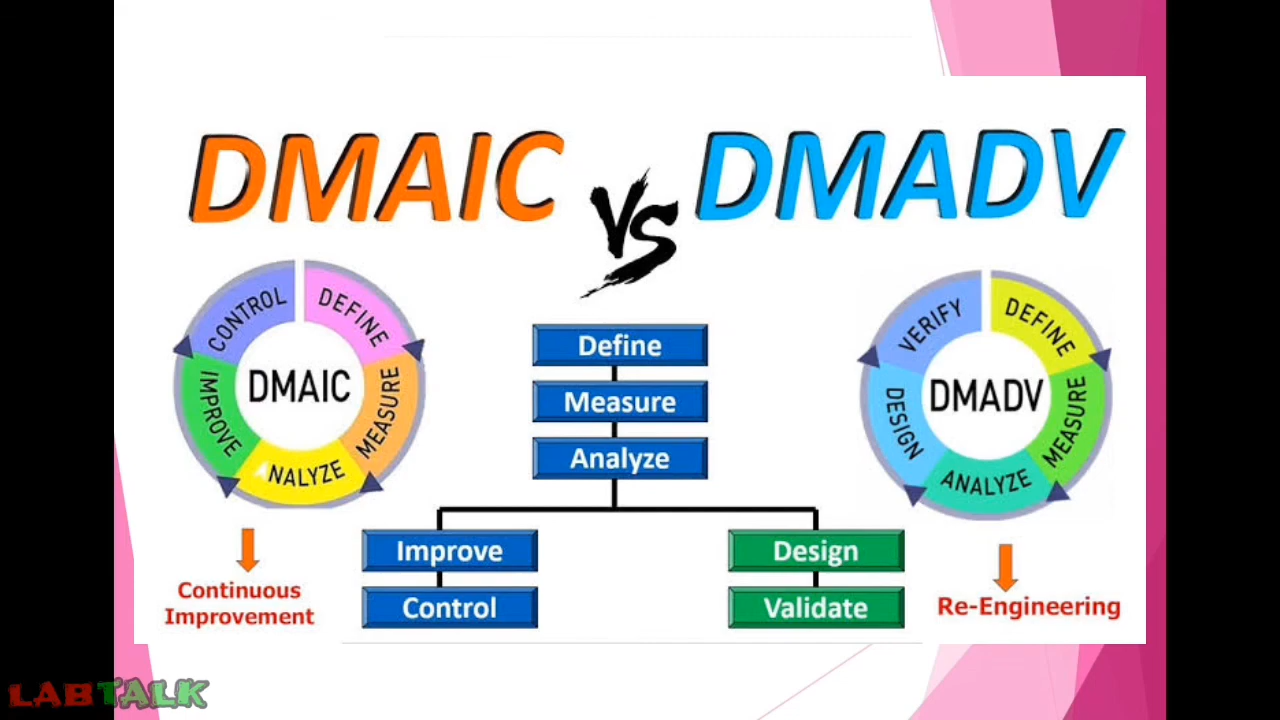 DMAIC
VS
DMADV
CONTROL
DEFINE
MEASURE
NALYZE
IMPROVE
DMAIC
Define
Measure
Analyze
Improve
Control
Design
Validate
VERIFY
DEFINE
MEASURE
ANALYZE
DESIGN
DMADV
Continuous
Improvement
Re-Engineering
LABTALK